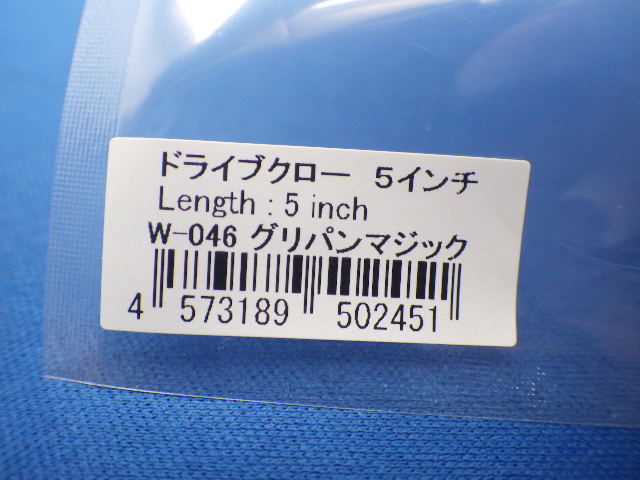 ドライブクロー 5インチ
Length : 5 inch
W-046 グリパンマジック
4 573189 502451